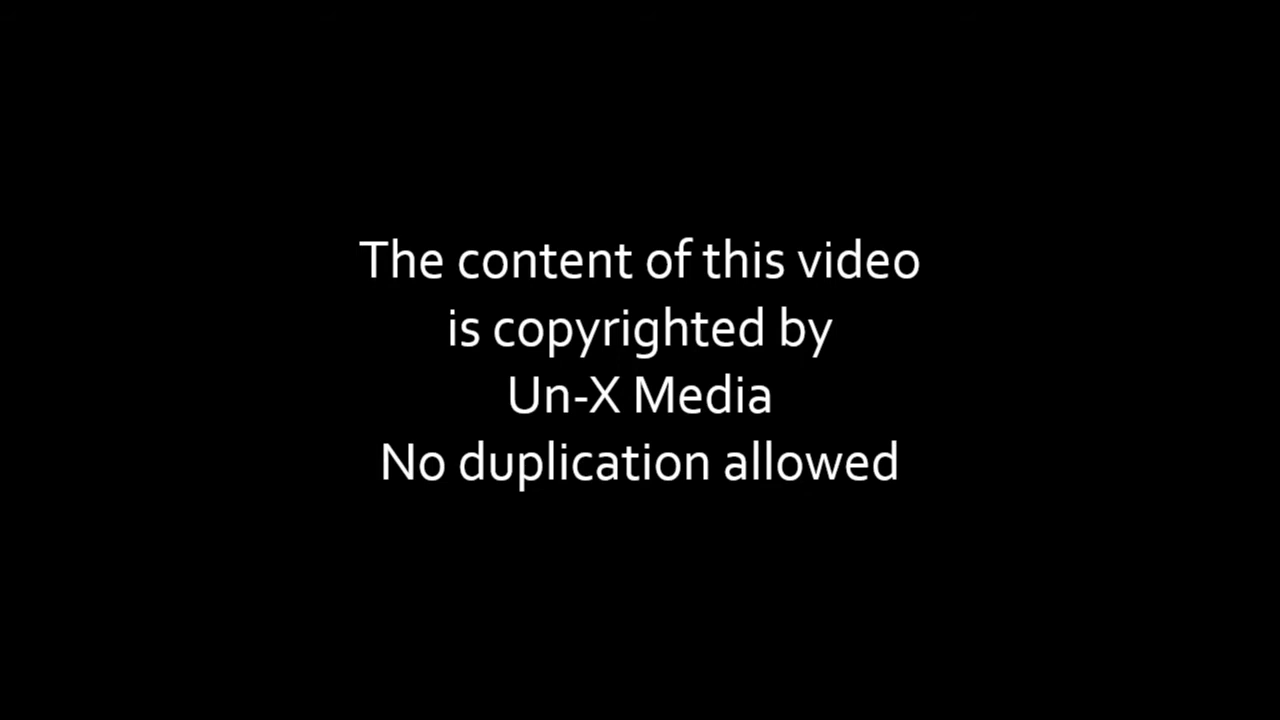 The content of this video
is copyrighted by
Un-X Media
No duplication allowed